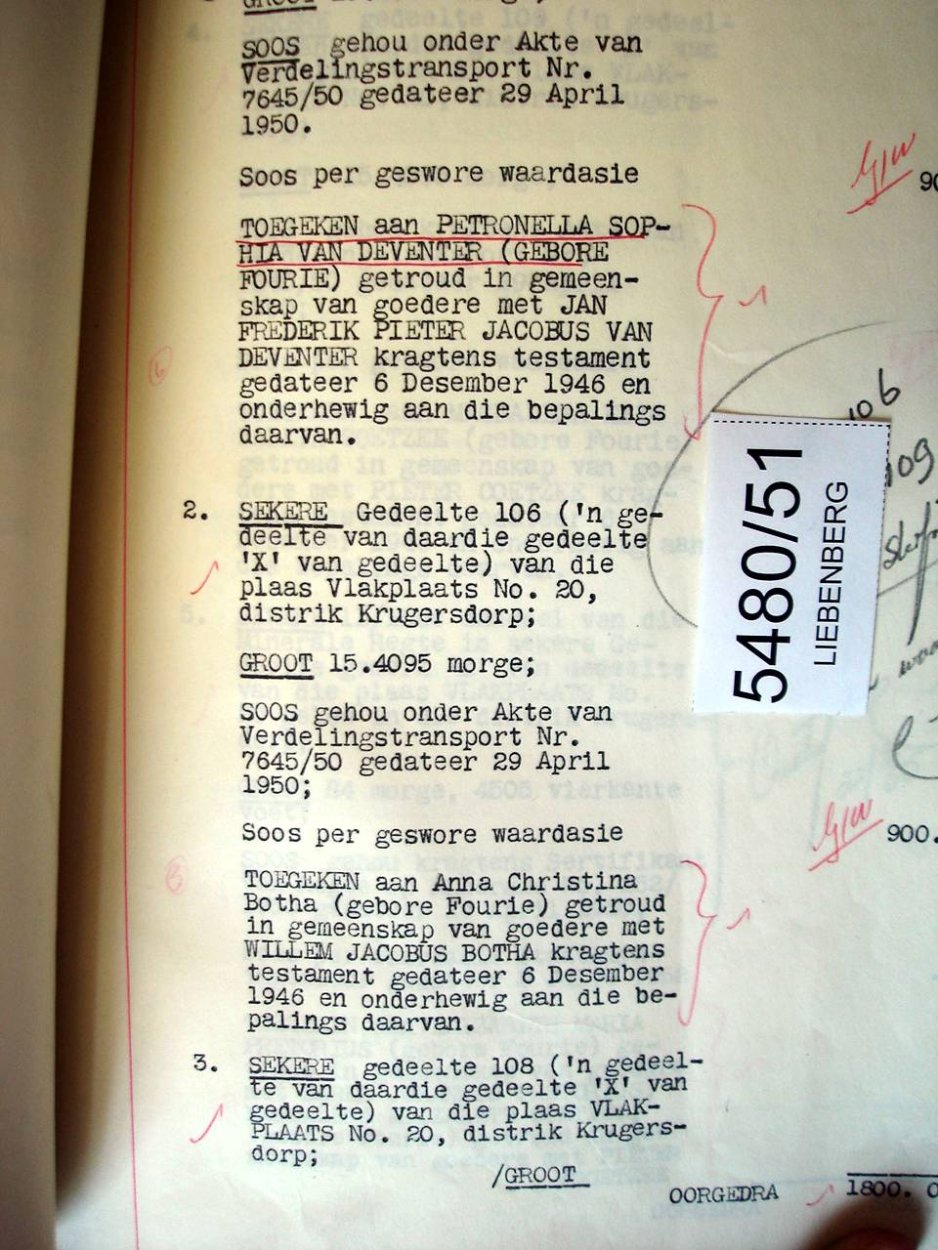 SOOS gehou onder Akte van
Verdelingstransport Nr.
7645/50 gedateer 29 April
1950.
Soos per geswore waardasie
TOEGEKEN aan PETRONELLA SOP-
HIA VAN DEVENTER (GEBORE
FOURIE) getroud in gemeen-
skap van goedere met JAN
FREDERIK PIETER JACOBUS VAN
DEVENTER kragtens testament
gedateer 6 Desember 1946 en
onderhewig aan die bepalings
daarvan.
106
109
5480/51
LIEBENBERG
2. SEKERE Gedeelte 106 ('n ge-
deelte van daardie gedeelte
'X' van gedeelte) van die
plaas Vlakplaats No. 20,
distrik Krugersdorp;
GROOT 15.4095 morge;
SOOS gehou onder Akte van
Verdelingstransport Nr.
7645/50 gedateer 29 April
1950;
Soos per geswore waardasie
900.
TOEGEKEN aan Anna Christina
Botha (gebore Fourie) getroud
in gemeenskap van goedere met
WILLEM JACOBUS BOTHA kragtens
testament gedateer 6 Desember
1946 en onderhewig aan die be-
palings daarvan.
3. SEKERE gedeelte 108 ('n gedeel-
te van daardie gedeelte 'X' van
gedeelte) van die plaas VLAK-
PLAATS No. 20, distrik Krugers-
dorp;
/GROOT
OORGEDRA 1800.